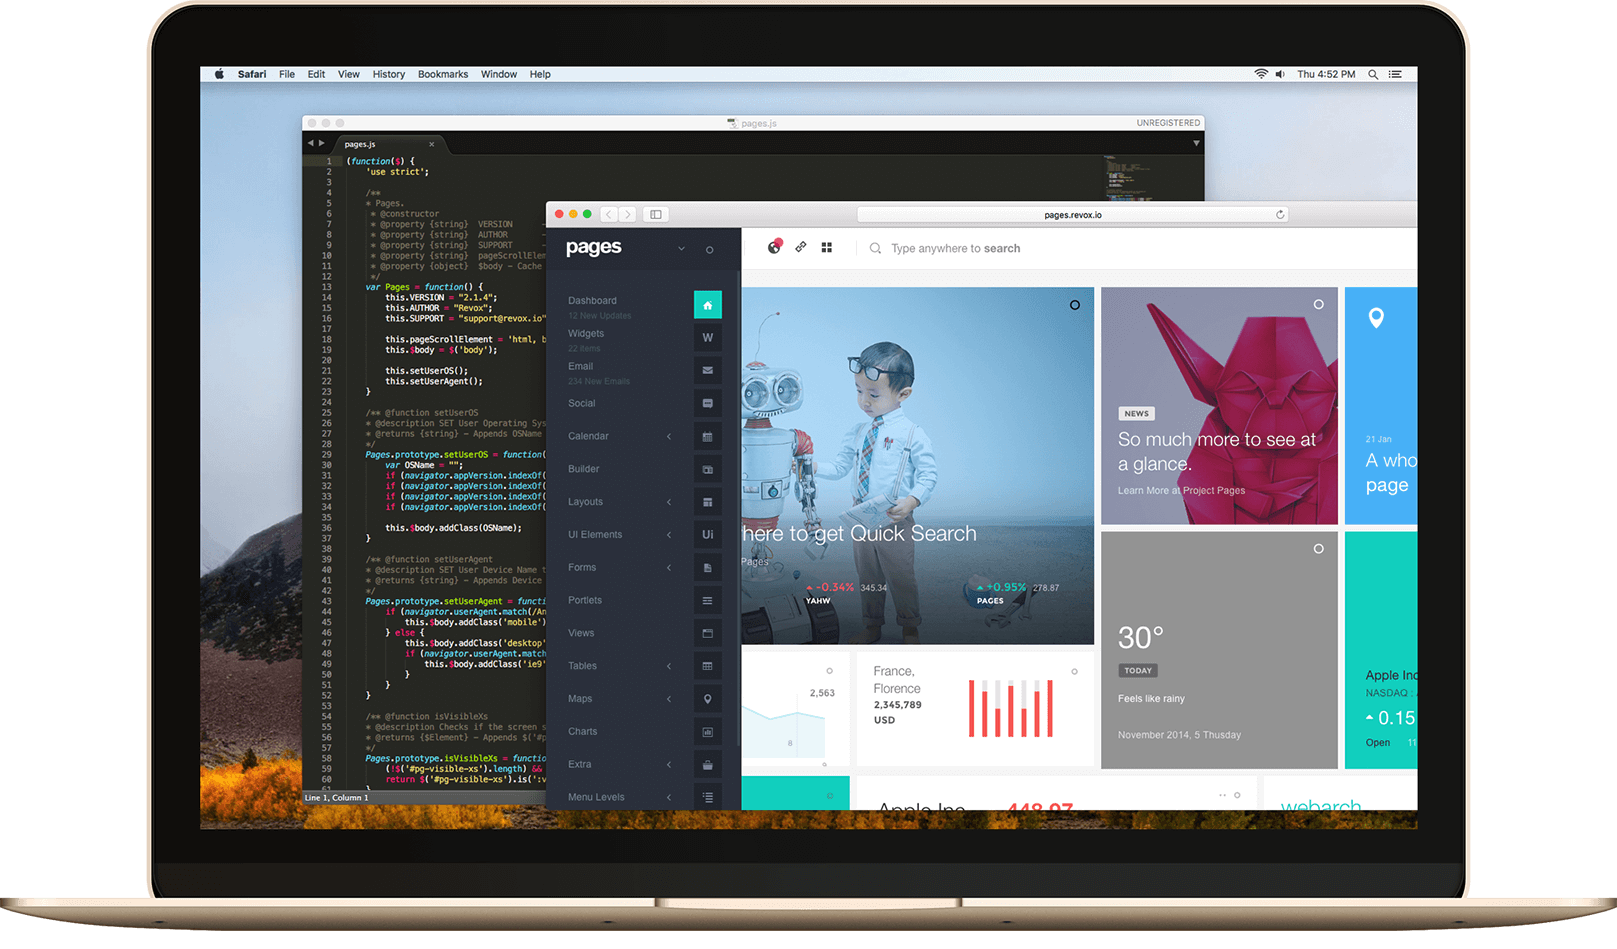 Safari File Edit View History Bookmarks Window Help
Thu 4:52 PM
pages.js
UNREGISTERED
pages.js
1 (function($) {
2 'use strict';
3
4 /**
5 * Pages.
6 * @constructor
7 * @property {string} VERSION
8 * @property {string} AUTHOR
9 * @property {string} SUPPORT
10 * @property {string} pageScrollElem
11 * @property {object} $body - Cache
12 */
13 var Pages = function() {
14 this.VERSION = "2.1.4";
15 this.AUTHOR = "Revox";
16 this.SUPPORT = "support@revox.io"
17
18 this.pageScrollElement = 'html, b
19 this.$body = $('body');
20
21 this.setUserOS();
22 this.setUserAgent();
23 }
24
25 /** @function setUserOS
26 * @description SET User Operating Sys
27 * @returns {string} - Appends OSName
28 */
29 Pages.prototype.setUserOS = function(
30 var OSName = "";
31 if (navigator.appVersion.indexOf(
32 if (navigator.appVersion.indexOf(
33 if (navigator.appVersion.indexOf(
34 if (navigator.appVersion.indexOf(
35
36 this.$body.addClass(OSName);
37 }
38
39 /** @function setUserAgent
40 * @description SET User Device Name t
41 * @returns {string} - Appends Device
42 */
43 Pages.prototype.setUserAgent = functi
44 if (navigator.userAgent.match(/An
45 this.$body.addClass('mobile')
46 } else {
47 this.$body.addClass('desktop'
48 if (navigator.userAgent.match
49 this.$body.addClass('ie9'
50 }
51 }
52 }
53
54 /** @function isVisibleXs
55 * @description Checks if the screen s
56 * @returns {$Element} - Appends $('#p
57 */
58 Pages.prototype.isVisibleXs = functio
59 (!$('#pg-visible-xs').length) &&
60 return $('#pg-visible-xs').is(':v
61 }
Line 1, Column 1
pages.revox.io
pages
Type anywhere to search
Dashboard
12 New Updates
Widgets
22 items
W
Email
234 New Emails
Social
Calendar
Builder
Layouts
UI Elements
Ui
Forms
Portlets
Views
Tables
Maps
Charts
Extra
Menu Levels
here to get Quick Search
Pages
-0.34% 345.34
YAHW
+0.95% 278.87
PAGES
NEWS
So much more to see at
a glance.
Learn More at Project Pages
21 Jan
A who
page
2,563
8
9
France,
Florence
2,345,789
USD
30°
TODAY
Feels like rainy
November 2014, 5 Thusday
Apple Inc
NASDAQ :
0.15
Open 11
Apple Inc. 448.97
webarch